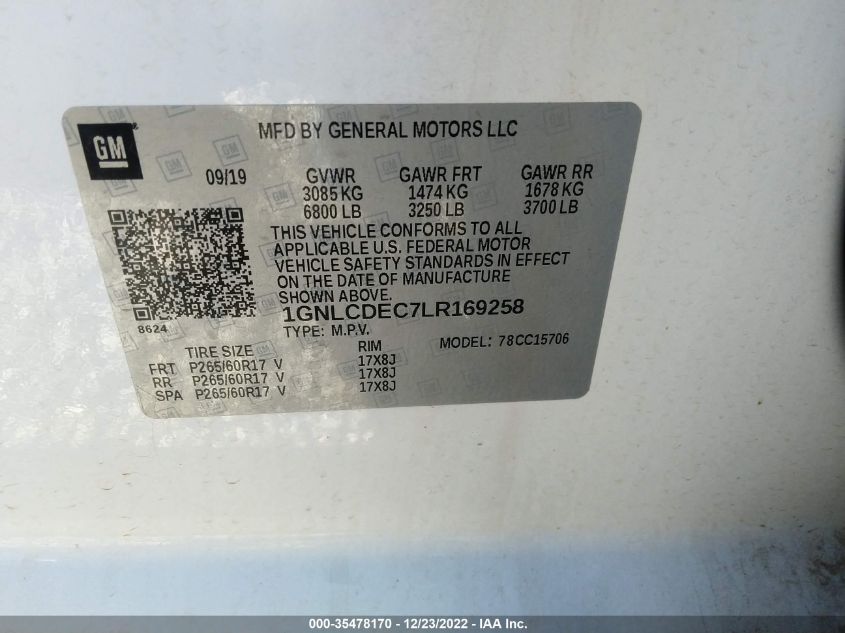 GM
MFD BY GENERAL MOTORS LLC
09/19 GVWR GAWR FRT GAWR RR
3085 KG 1474 KG 1678 KG
6800 LB 3250 LB 3700 LB
THIS VEHICLE CONFORMS TO ALL
APPLICABLE U.S. FEDERAL MOTOR
VEHICLE SAFETY STANDARDS IN EFFECT
ON THE DATE OF MANUFACTURE
SHOWN ABOVE.
1GNLCDEC7LR169258
8624
TYPE: M.P.V. MODEL: 78CC15706
TIRE SIZE RIM
FRT P265/60R17 V 17X8J
RR P265/60R17 V 17X8J
SPA P265/60R17 V 17X8J
000-35478170 - 12/23/2022 - IAA Inc.